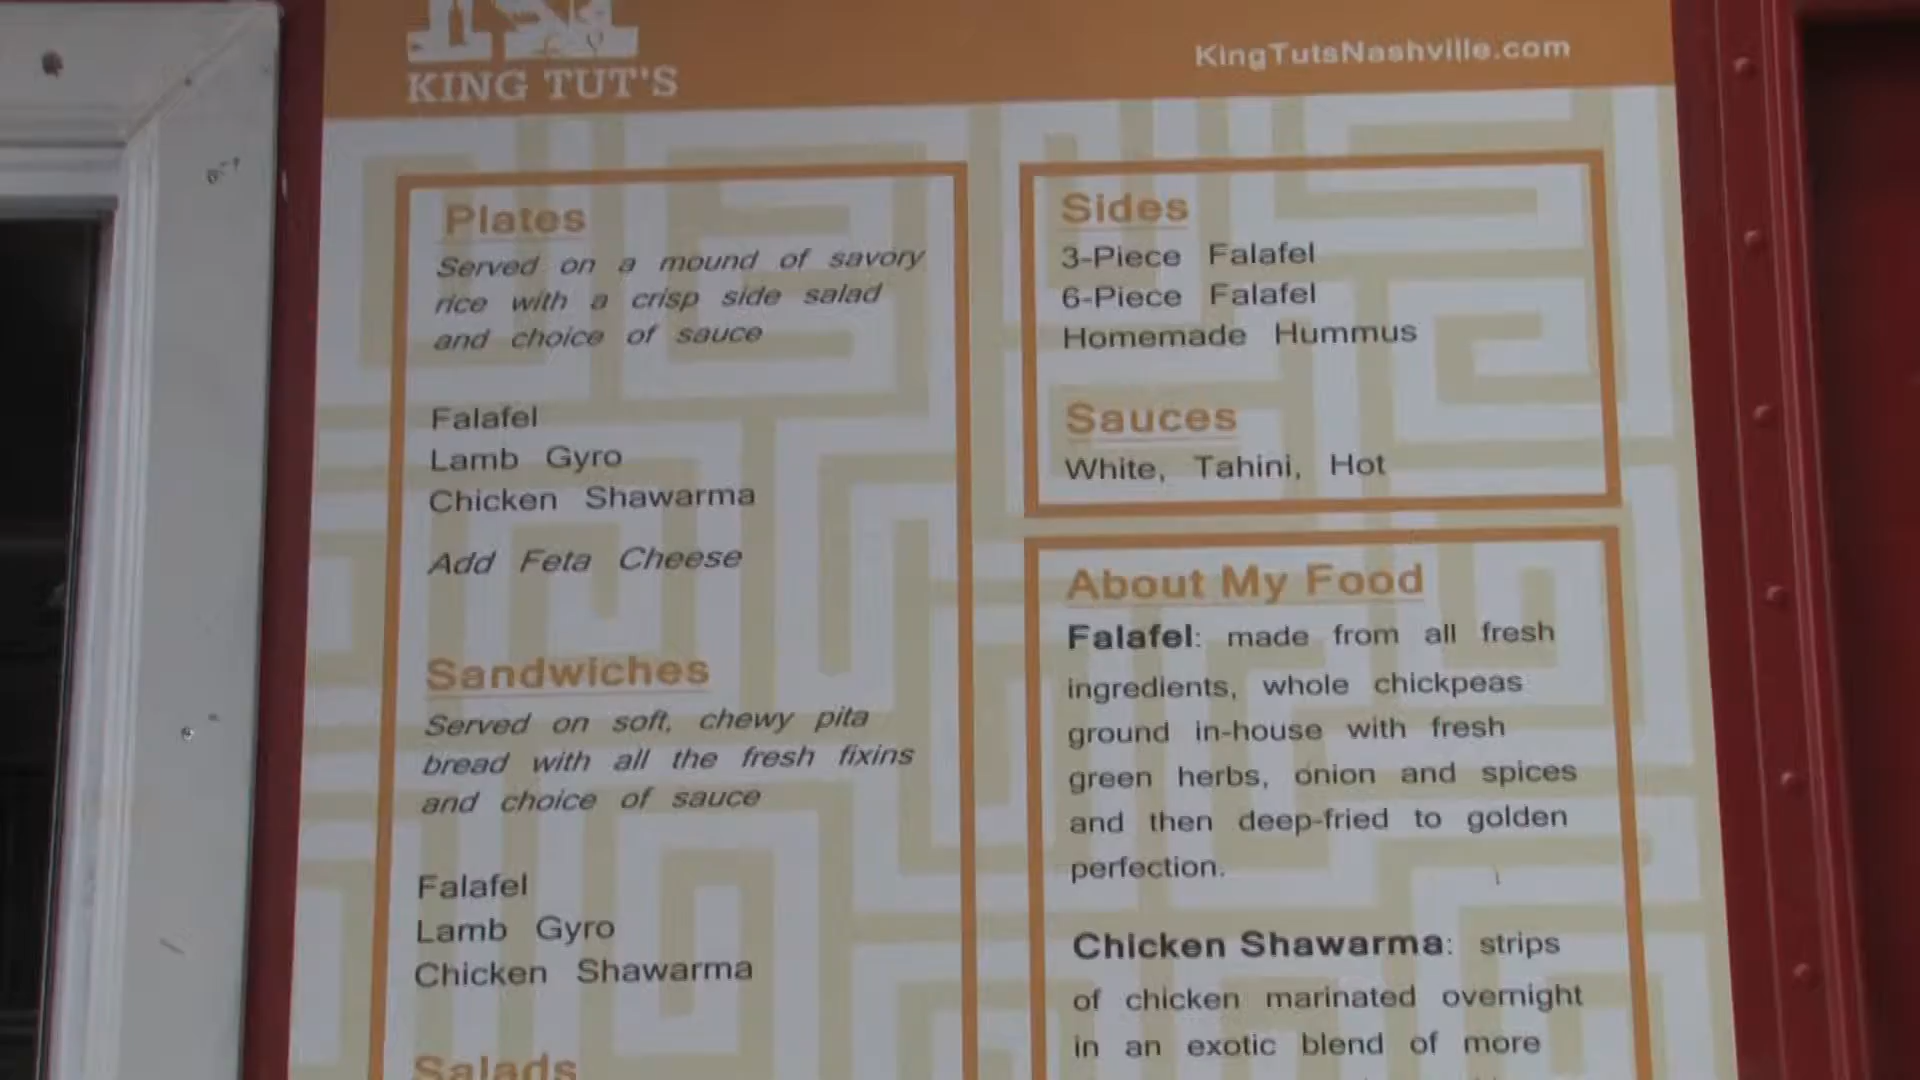 KING TUT'S
KingTutsNashville.com
Plates
Served on a mound of savory
rice with a crisp side salad
and choice of sauce
Falafel
Lamb Gyro
Chicken Shawarma
Add Feta Cheese
Sandwiches
Served on soft, chewy pita
bread with all the fresh fixins
and choice of sauce
Falafel
Lamb Gyro
Chicken Shawarma
Salads
Sides
3-Piece Falafel
6-Piece Falafel
Homemade Hummus
Sauces
White, Tahini, Hot
About My Food
Falafel: made from all fresh
ingredients, whole chickpeas
ground in-house with fresh
green herbs, onion and spices
and then deep-fried to golden
perfection.
Chicken Shawarma: strips
of chicken marinated overnight
in an exotic blend of more